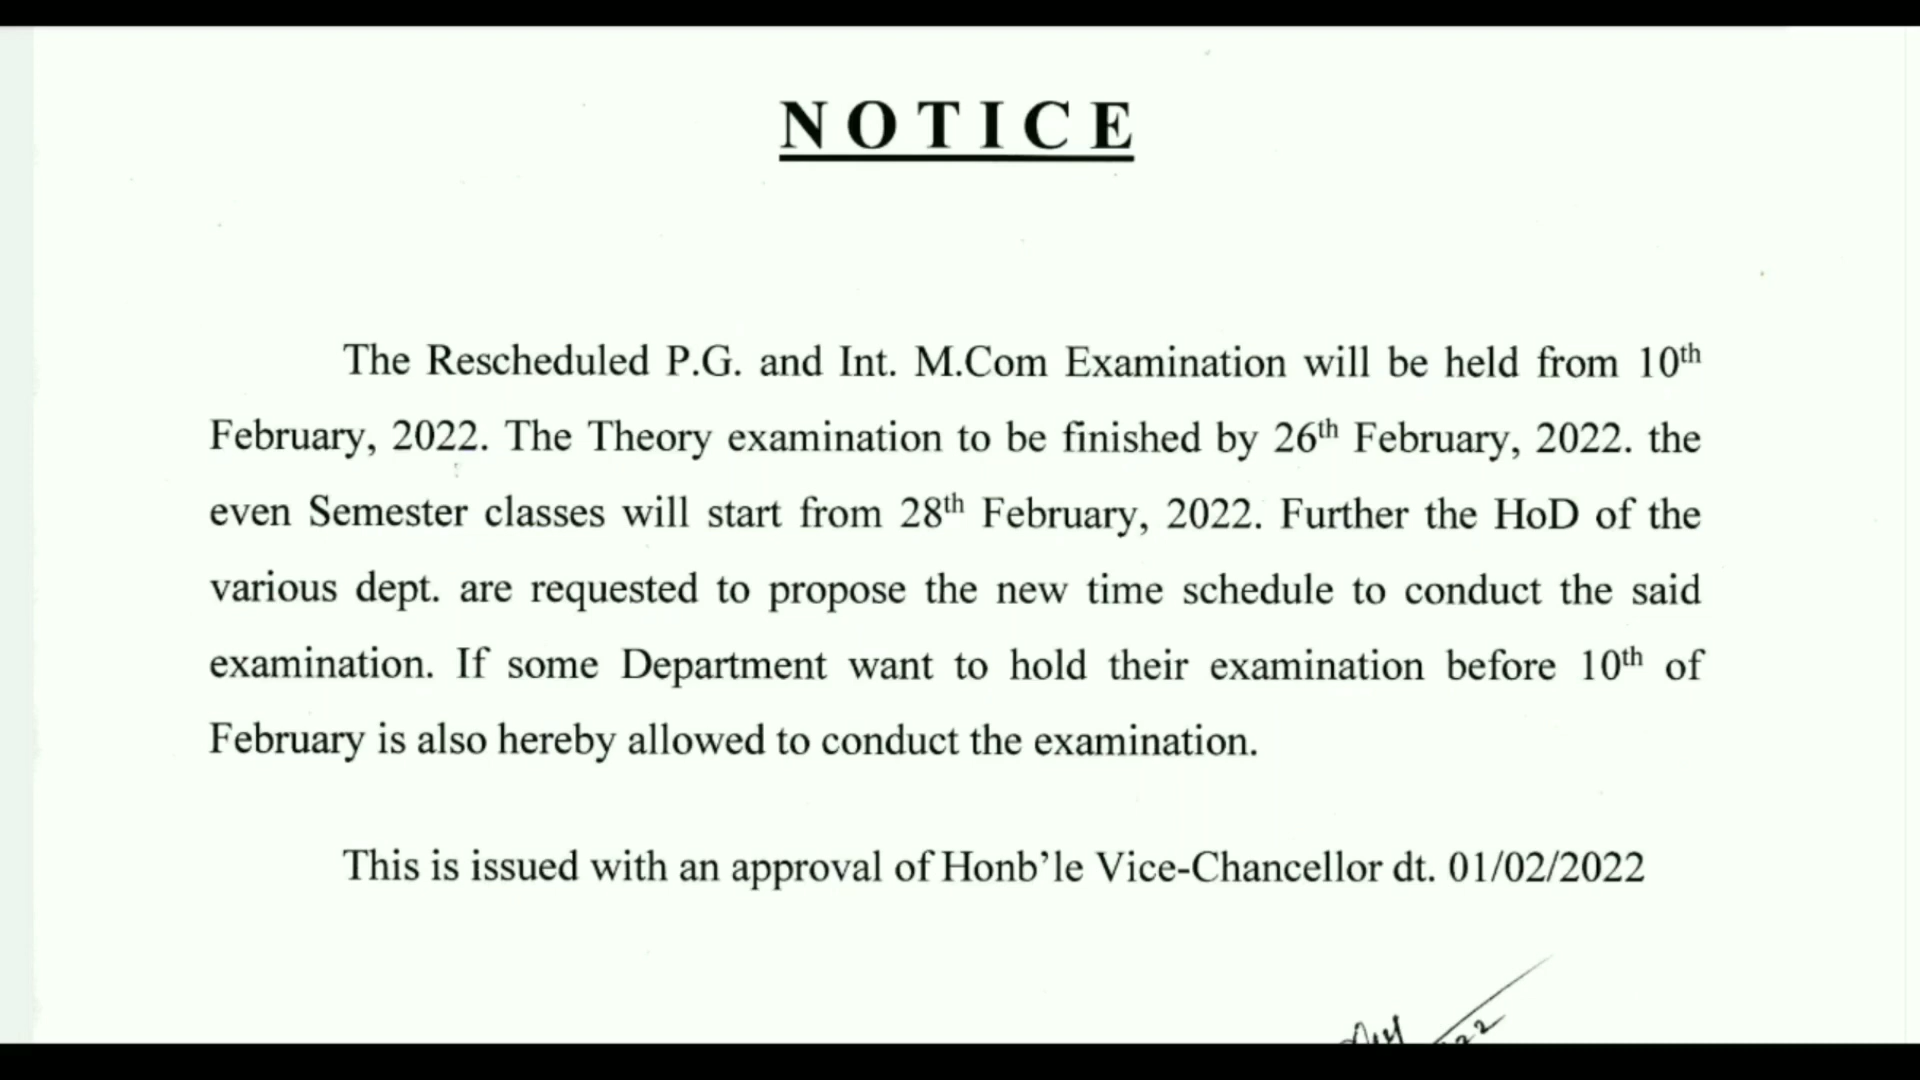 NOTICE
The Rescheduled P.G. and Int. M.Com Examination will be held from 10th
February, 2022. The Theory examination to be finished by 26th February, 2022. the
even Semester classes will start from 28th February, 2022. Further the HoD of the
various dept. are requested to propose the new time schedule to conduct the said
examination. If some Department want to hold their examination before 10th of
February is also hereby allowed to conduct the examination.
This is issued with an approval of Honb’le Vice-Chancellor dt. 01/02/2022